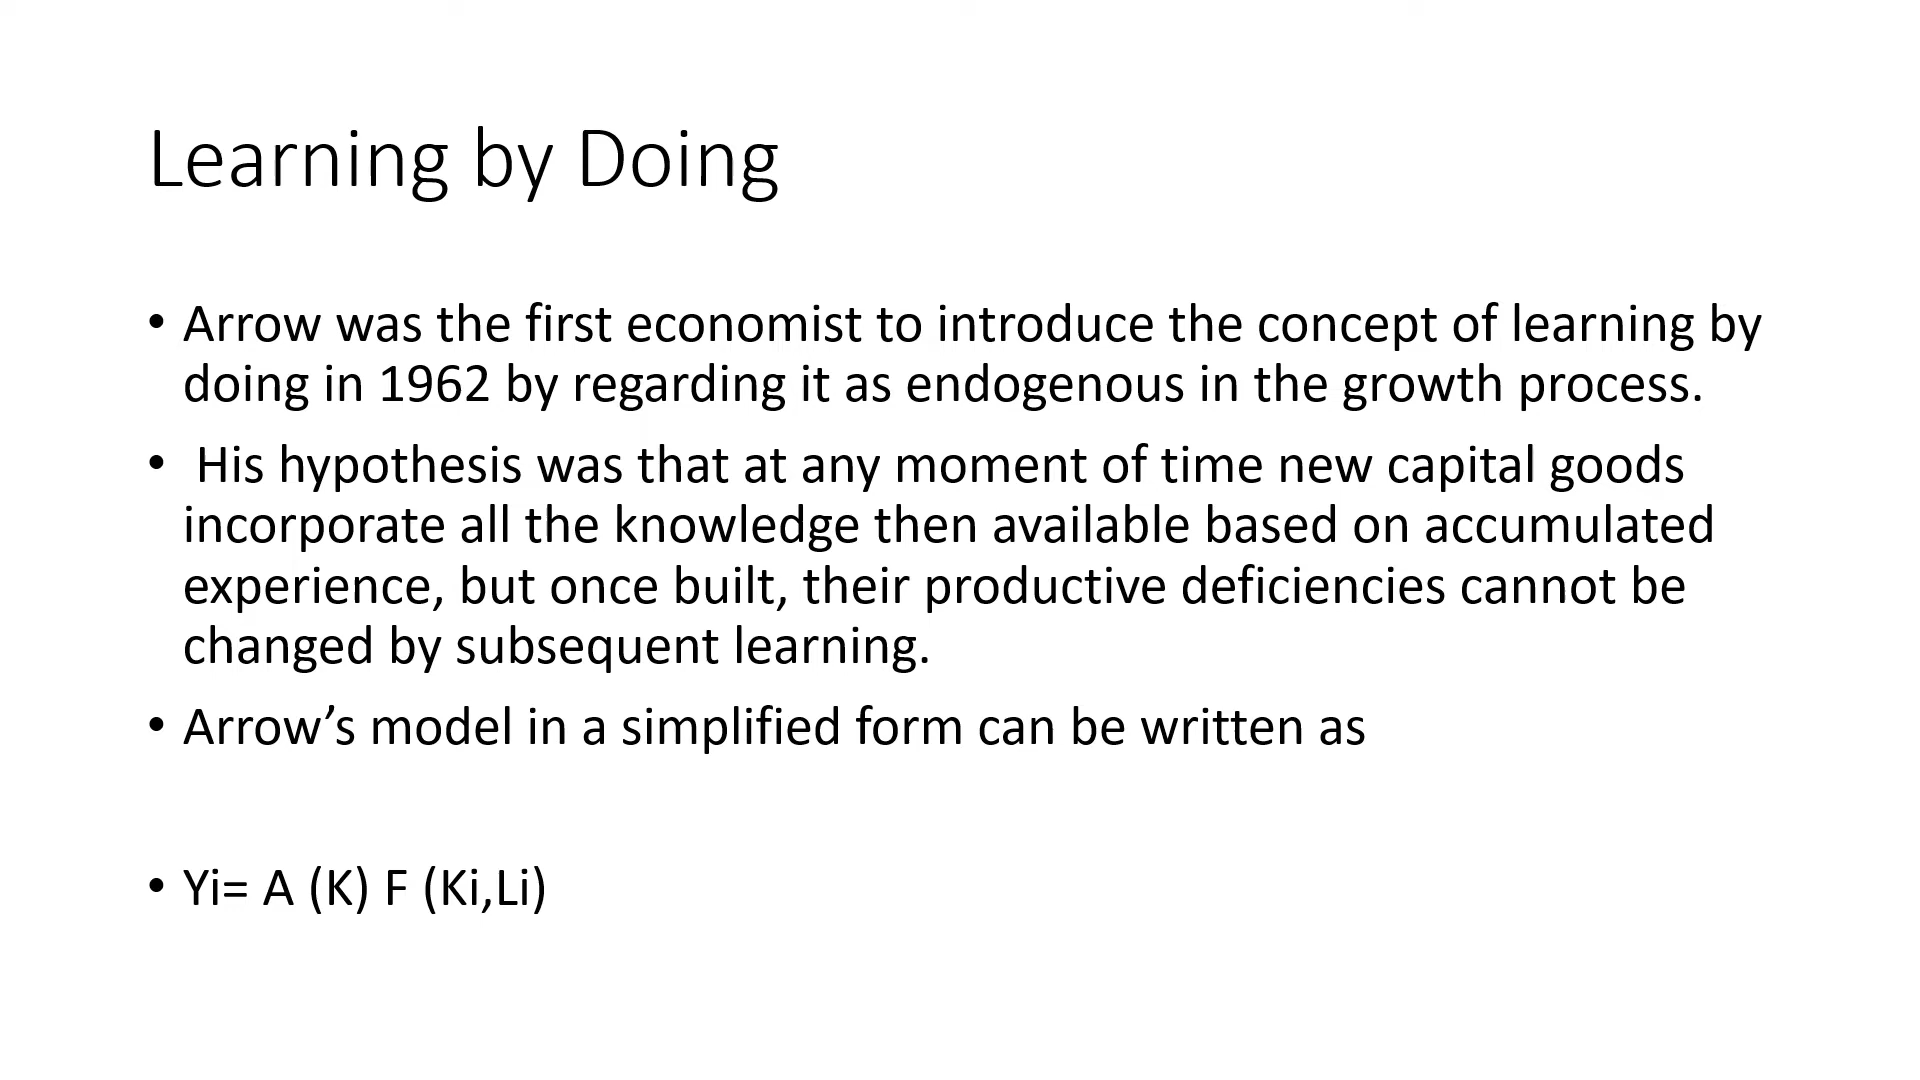 Learning by Doing
• Arrow was the first economist to introduce the concept of learning by
doing in 1962 by regarding it as endogenous in the growth process.
• His hypothesis was that at any moment of time new capital goods
incorporate all the knowledge then available based on accumulated
experience, but once built, their productive deficiencies cannot be
changed by subsequent learning.
• Arrow’s model in a simplified form can be written as
• Yi= A (K) F (Ki,Li)